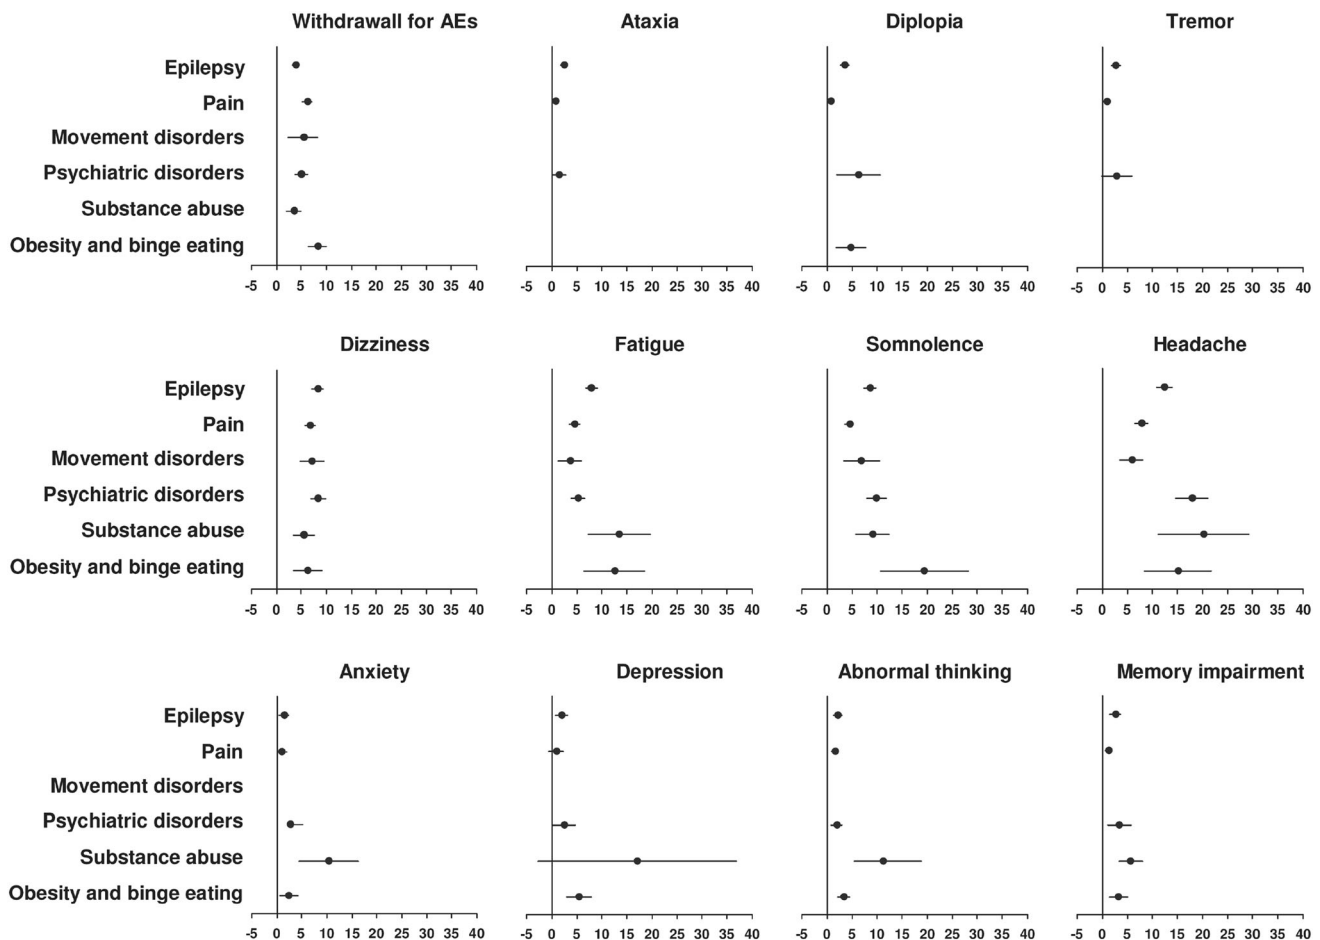 Withdrawall for AEs Ataxia Diplopia Tremor
Epilepsy
Pain
Movement disorders
Psychiatric disorders
Substance abuse
Obesity and binge eating
-5 0 5 10 15 20 25 30 35 40 -5 0 5 10 15 20 25 30 35 40 -5 0 5 10 15 20 25 30 35 40 -5 0 5 10 15 20 25 30 35 40
Dizziness Fatigue Somnolence Headache
Epilepsy
Pain
Movement disorders
Psychiatric disorders
Substance abuse
Obesity and binge eating
-5 0 5 10 15 20 25 30 35 40 -5 0 5 10 15 20 25 30 35 40 -5 0 5 10 15 20 25 30 35 40 -5 0 5 10 15 20 25 30 35 40
Anxiety Depression Abnormal thinking Memory impairment
Epilepsy
Pain
Movement disorders
Psychiatric disorders
Substance abuse
Obesity and binge eating
-5 0 5 10 15 20 25 30 35 40 -5 0 5 10 15 20 25 30 35 40 -5 0 5 10 15 20 25 30 35 40 -5 0 5 10 15 20 25 30 35 40